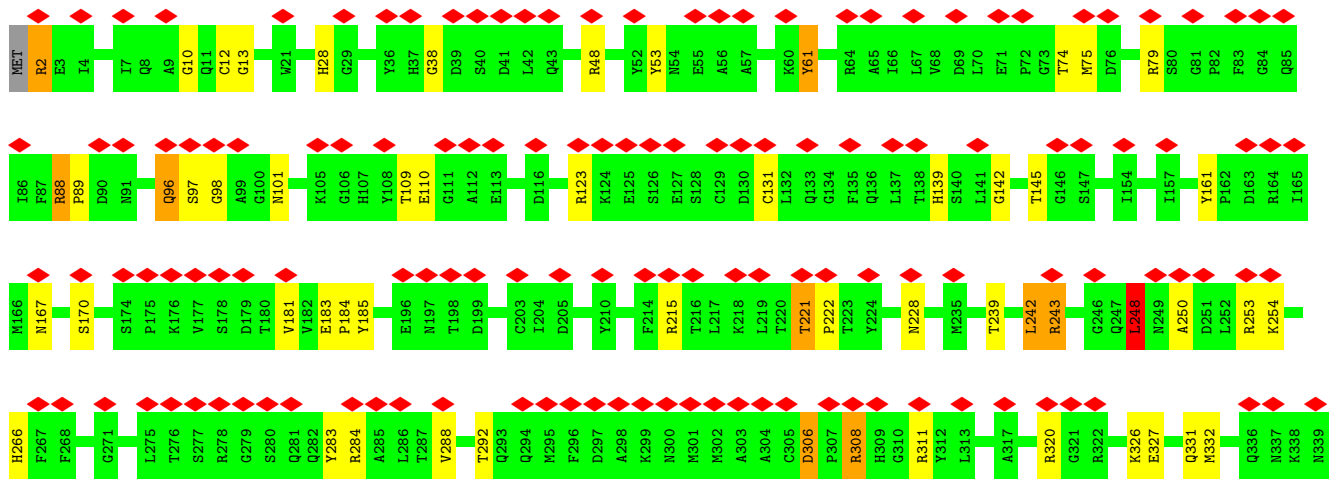 MET R2 E3 I4 I7 Q8 A9 G10 Q11 C12 G13 W21 H28 G29 Y36 H37 G38 D39 S40 D41 L42 Q43 R48 Y52 Y53 N54 E55 A56 A57 K60 Y61 R64 A65 I66 L67 V68 D69 L70 E71 P72 G73 T74 M75 D76 R79 S80 G81 P82 F83 G84 Q85
I86 F87 R88 P89 D90 N91 Q96 S97 G98 A99 G100 N101 K105 G106 H107 Y108 T109 E110 G111 A112 E113 D116 R123 K124 E125 S126 E127 S128 C129 D130 C131 L132 Q133 G134 F135 Q136 L137 T138 H139 S140 L141 G142 T145 G146 S147 I154 I157 Y161 P162 D163 R164 I165
M166 N167 S170 S174 P175 K176 V177 S178 D179 T180 V181 V182 E183 P184 Y185 E196 N197 T198 D199 C203 I204 D205 Y210 F214 R215 T216 L217 K218 L219 T220 T221 P222 T223 Y224 N228 M235 T239 L242 R243 G246 Q247 L248 N249 A250 D251 L252 R253 K254
H266 F267 F268 G271 L275 T276 S277 R278 G279 S280 Q281 Q282 Y283 R284 A285 L286 T287 V288 T292 Q293 Q294 M295 F296 D297 A298 K299 N300 M301 M302 A303 A304 C305 D306 P307 R308 H309 G310 R311 Y312 L313 A317 R320 G321 R322 K326 E327 Q331 M332 Q336 N337 K338 N339